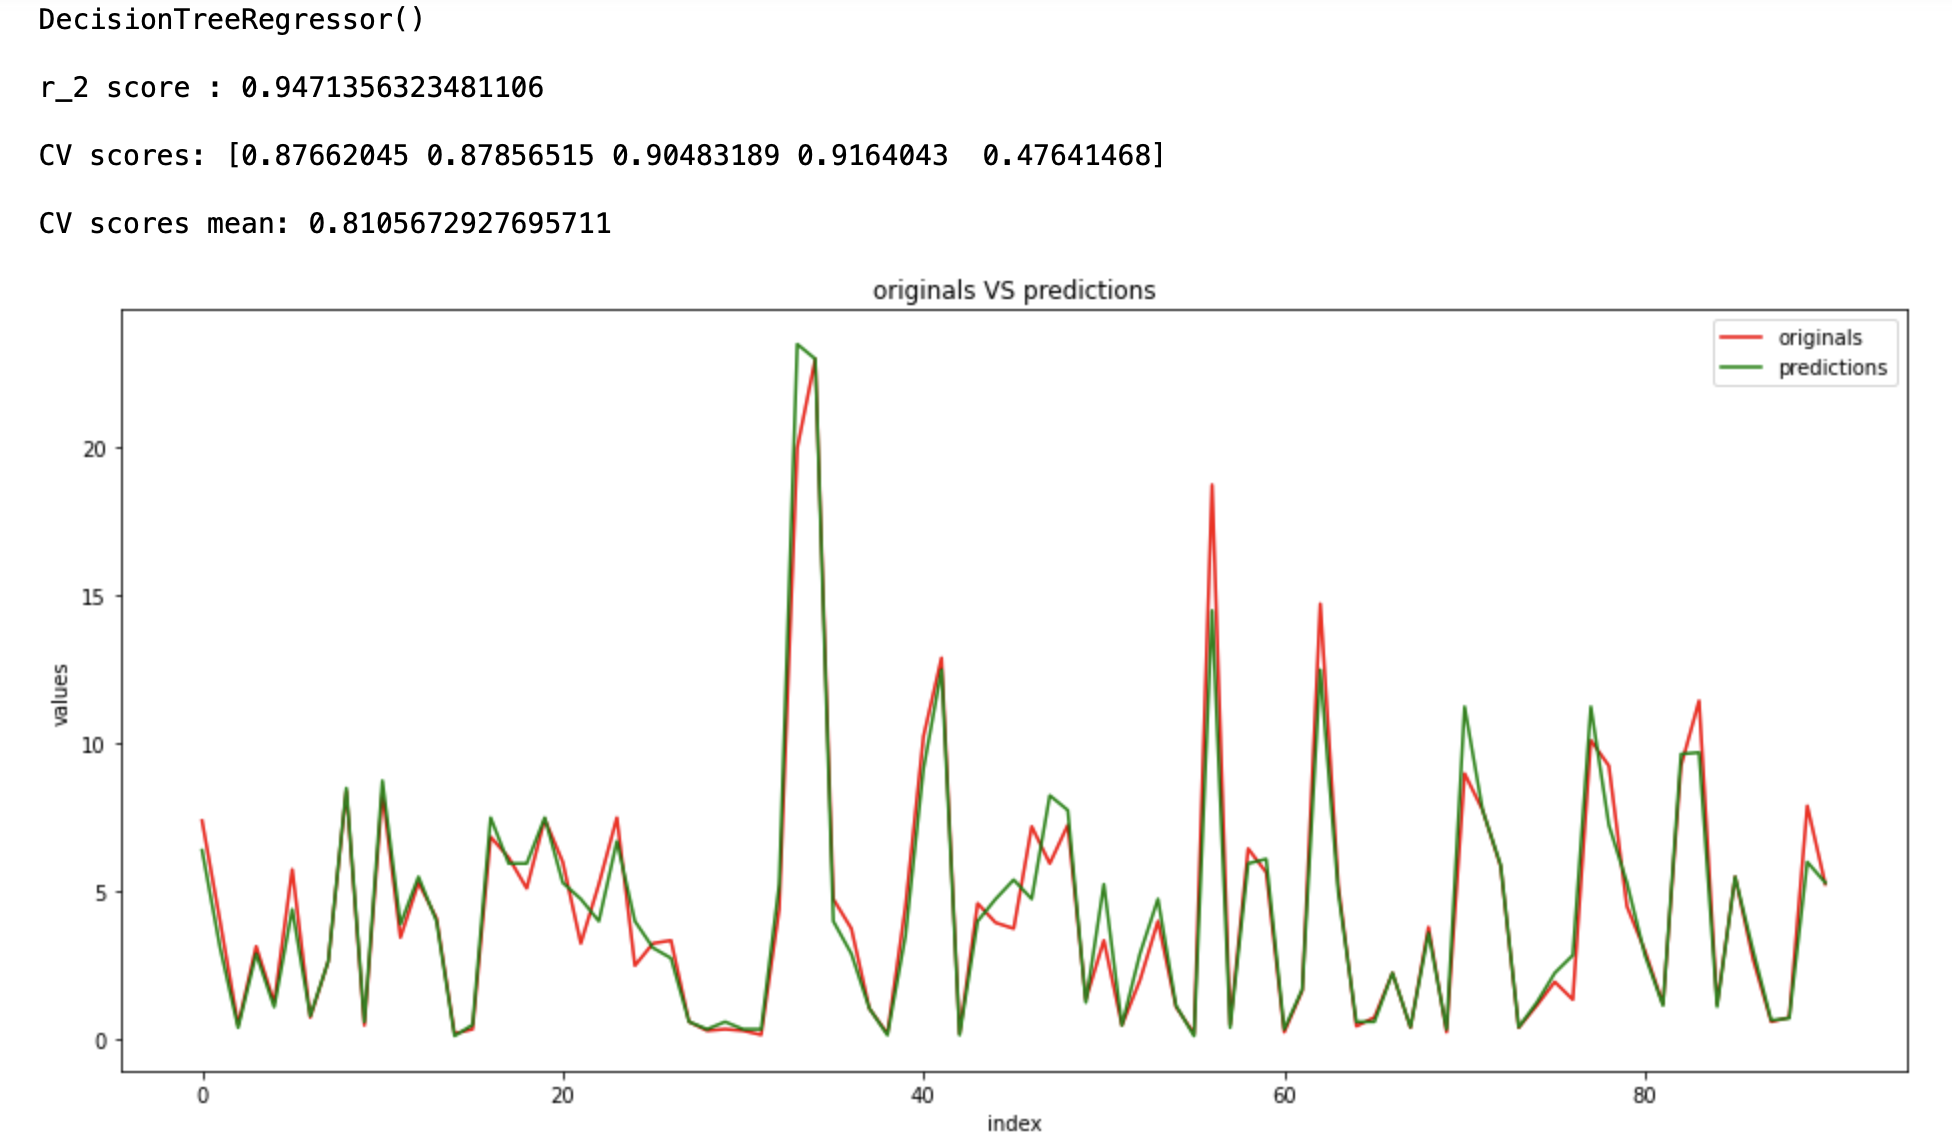 DecisionTreeRegressor()
r_2 score : 0.9471356323481106
CV scores: [0.87662045 0.87856515 0.90483189 0.9164043  0.47641468]
CV scores mean: 0.8105672927695711
originals VS predictions
originals
predictions
20
15
10
5
0
values
0 20 40 60 80
index